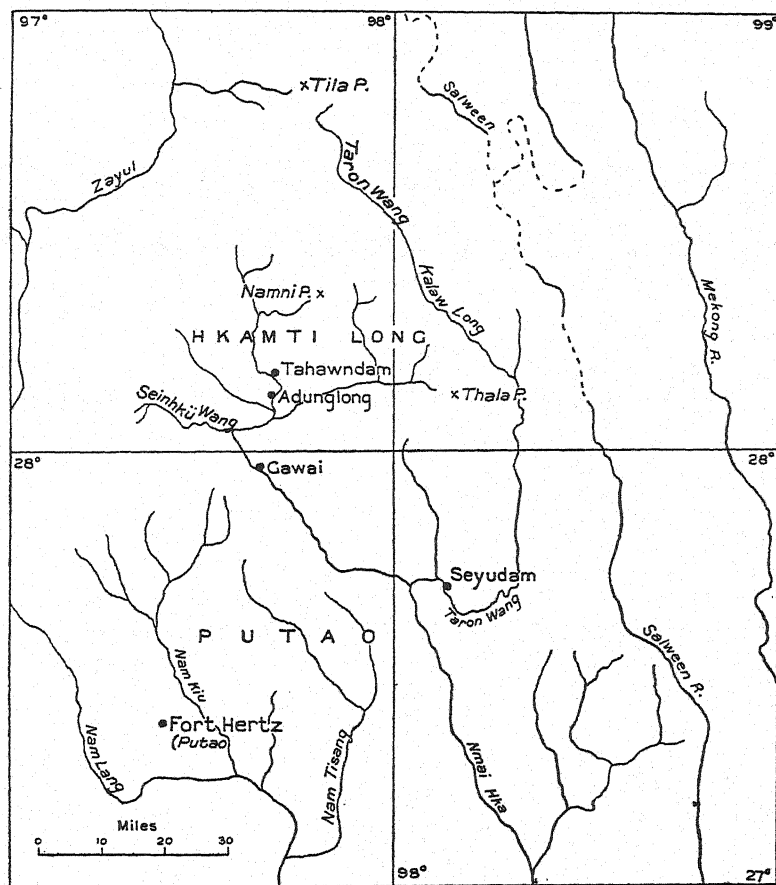 97°
98°
99°
Tila P.
Salween
Zayul
Taron Wang
Kalaw Long
Namni P.
Mekong R.
HKAMTI LONG
Tahawndam
Adunglong
Thala P.
Seinhkü Wang
28°
28°
Gawai
Seyudam
Taron Wang
PUTAO
Salween R.
Nam Kiu
Fort Hertz
(Putao)
Nam Lang
Nam Tisang
Nmai Hka
Miles
0 10 20 30
98°
27°